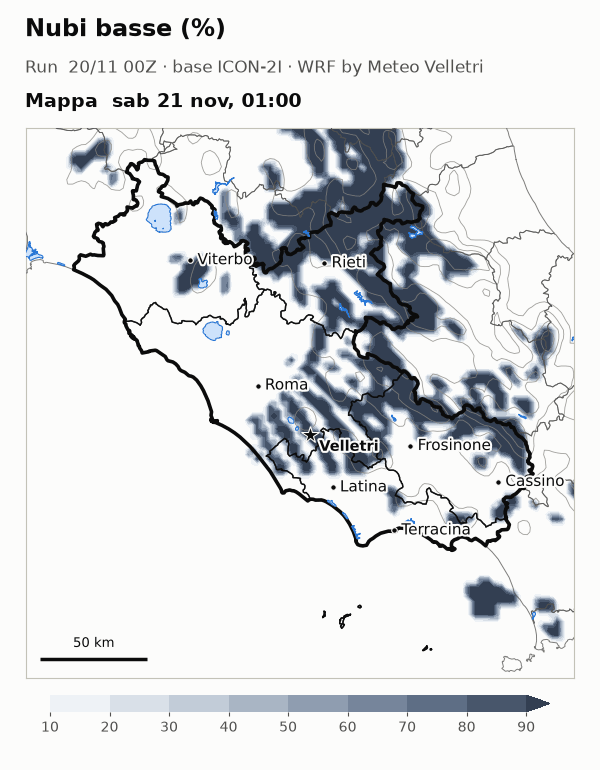 Nubi basse (%)
Run 20/11 00Z · base ICON-2I · WRF by Meteo Velletri
Mappa sab 21 nov, 01:00
Viterbo
Rieti
Roma
Velletri
Frosinone
Latina
Cassino
Terracina
50 km
10 20 30 40 50 60 70 80 90